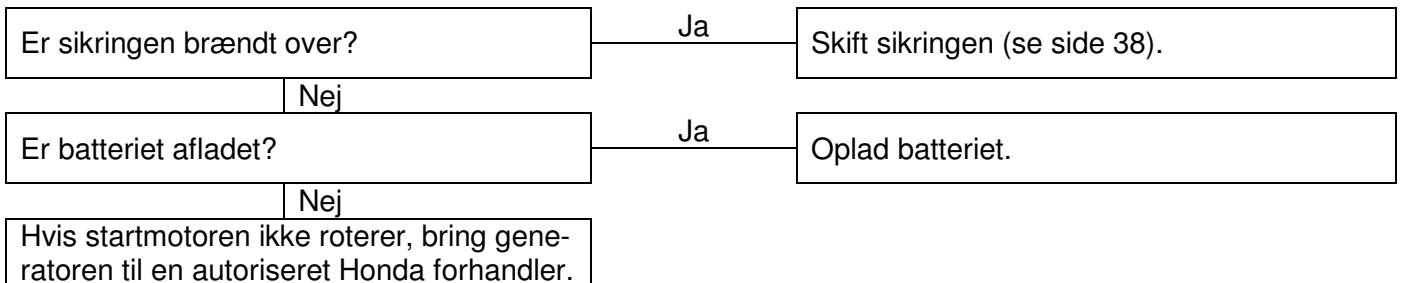 Er sikringen brændt over?
Ja
Skift sikringen (se side 38).
Nej
Er batteriet afladet?
Ja
Oplad batteriet.
Nej
Hvis startmotoren ikke roterer, bring gene-
ratoren til en autoriseret Honda forhandler.